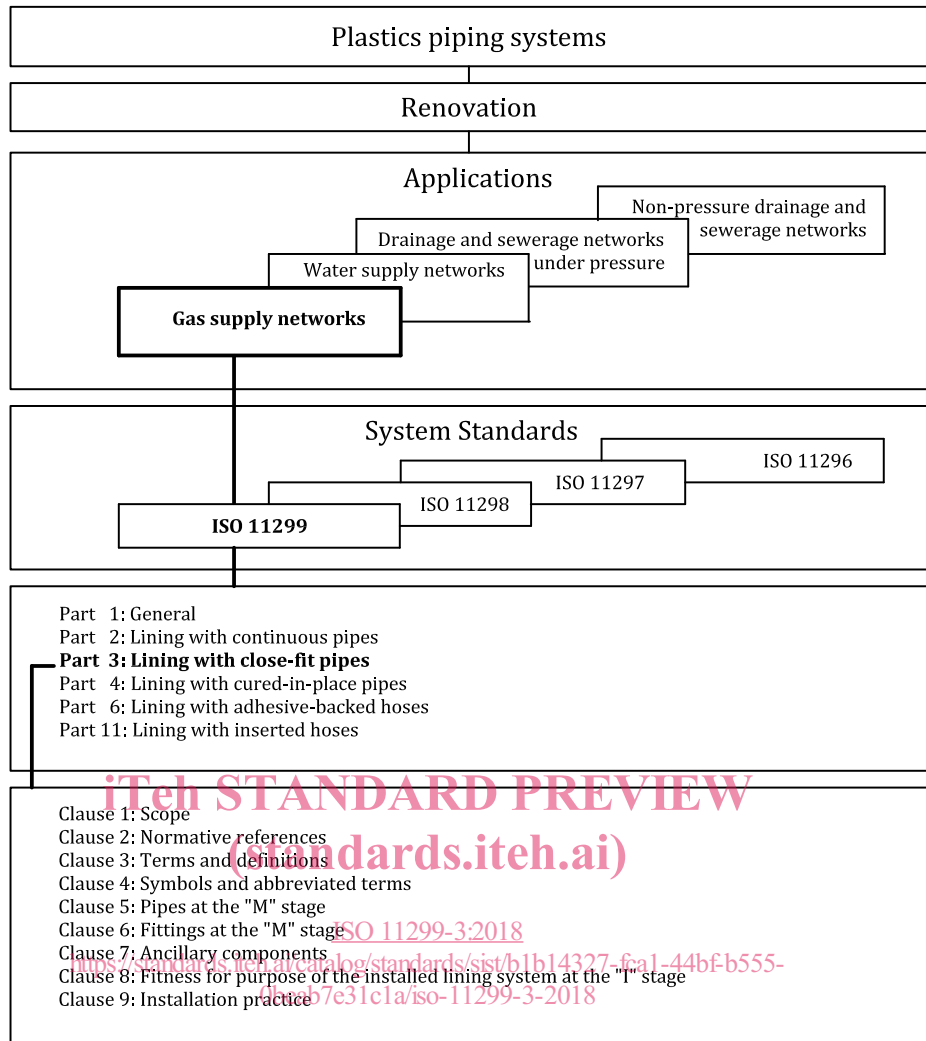 Plastics piping systems
Renovation
Applications
Non-pressure drainage and
sewerage networks
Drainage and sewerage networks
under pressure
Water supply networks
Gas supply networks
System Standards
ISO 11296
ISO 11297
ISO 11298
ISO 11299
Part 1: General
Part 2: Lining with continuous pipes
Part 3: Lining with close-fit pipes
Part 4: Lining with cured-in-place pipes
Part 6: Lining with adhesive-backed hoses
Part 11: Lining with inserted hoses
iTeh STANDARD PREVIEW
Clause 1: Scope
Clause 2: Normative references
(standards.iteh.ai)
Clause 3: Terms and definitions
Clause 4: Symbols and abbreviated terms
Clause 5: Pipes at the "M" stage
Clause 6: Fittings at the "M" stage
ISO 11299-3:2018
Clause 7: Ancillary components
https://standards.iteh.ai/catalog/standards/sist/b1b14327-fca1-44bf-b555-
Clause 8: Fitness for purpose of the installed lining system at the "I" stage
Clause 9: Installation practice
0beab7e31c1a/iso-11299-3-2018